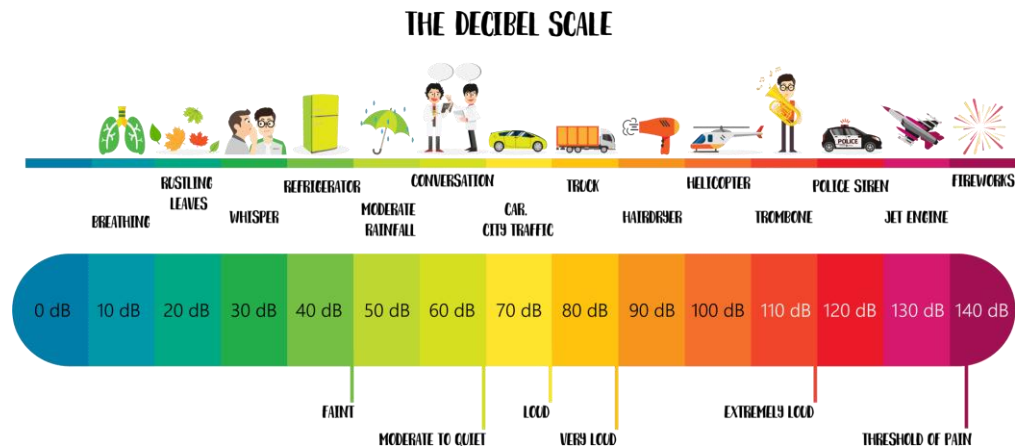 THE DECIBEL SCALE
BREATHING
RUSTLING
LEAVES
WHISPER
REFRIGERATOR
MODERATE
RAINFALL
CONVERSATION
CAR.
CITY TRAFFIC
TRUCK
HAIRDRYER
HELICOPTER
TROMBONE
POLICE
POLICE SIREN
JET ENGINE
FIREWORKS
0 dB
10 dB
20 dB
30 dB
40 dB
50 dB
60 dB
70 dB
80 dB
90 dB
100 dB
110 dB
120 dB
130 dB
140 dB
FAINT
MODERATE TO QUIET
LOUD
VERY LOUD
EXTREMELY LOUD
THRESHOLD OF PAIN